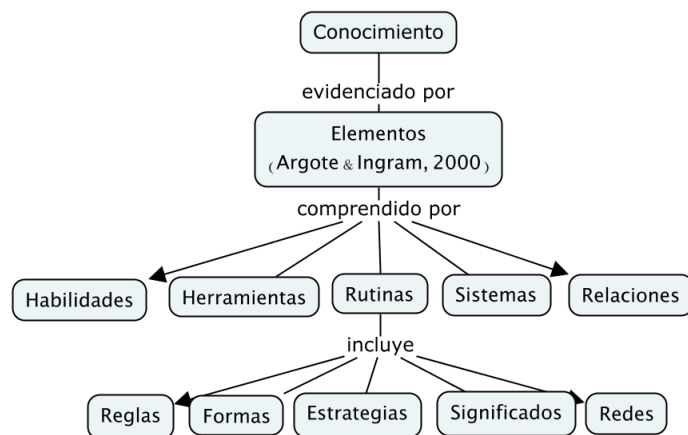 Conocimiento
evidenciado por
Elementos
(Argote & Ingram, 2000)
comprendido por
Habilidades
Herramientas
Rutinas
Sistemas
Relaciones
incluye
Reglas
Formas
Estrategias
Significados
Redes